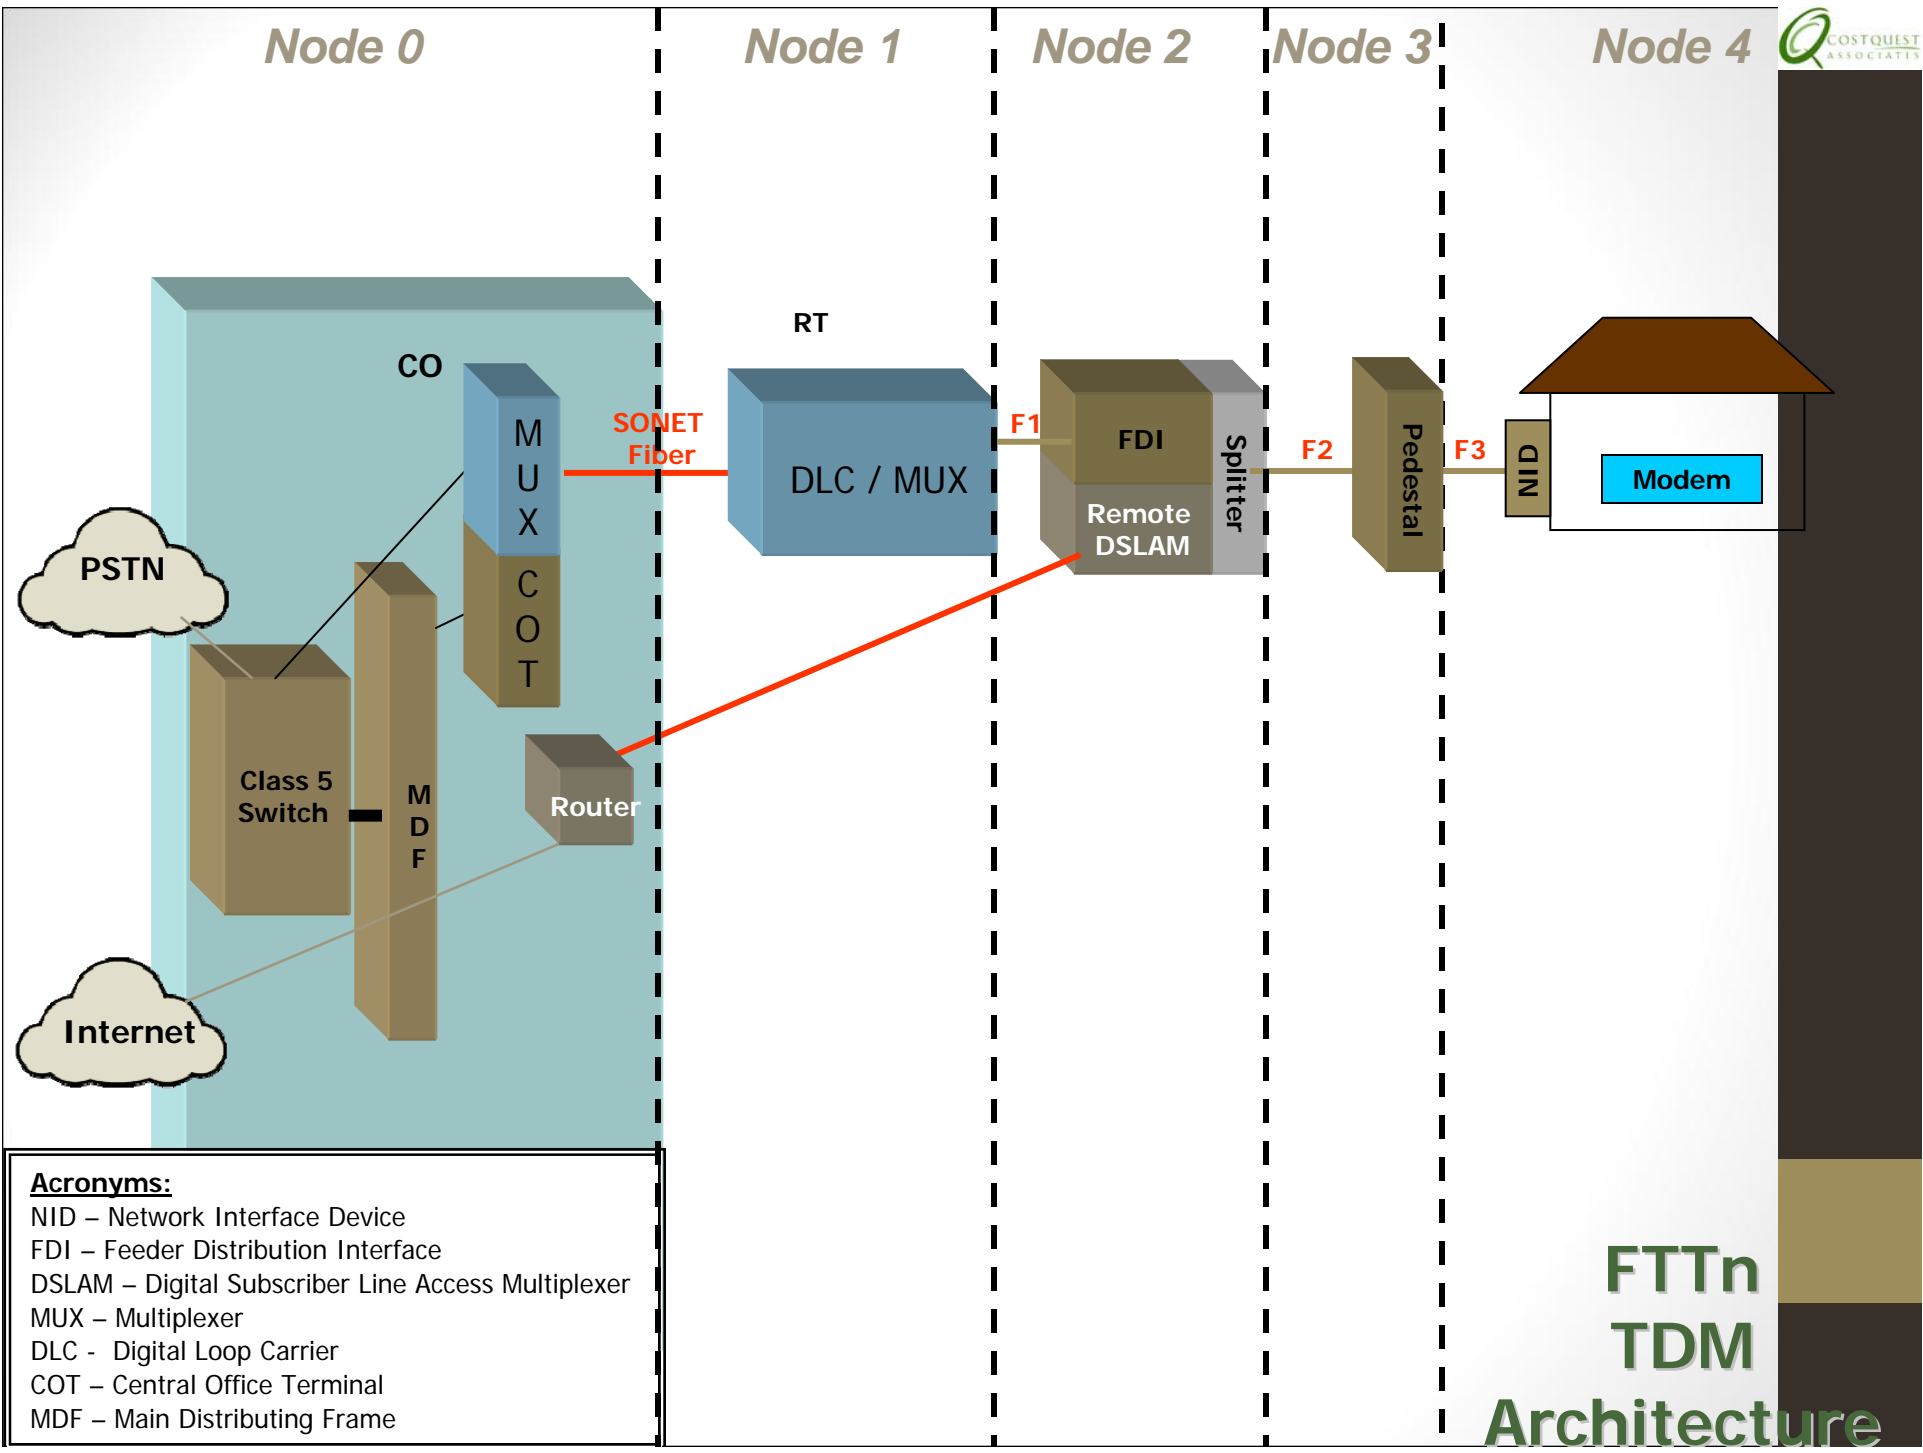 Node 0
Node 1
Node 2
Node 3
Node 4
COSTQUEST
ASSOCIATES
RT
CO
MUX
COT
SONET
Fiber
DLC / MUX
F1
FDI
Remote
DSLAM
Splitter
F2
Pedestal
F3
NID
Modem
PSTN
Class 5
Switch
MDF
Router
Internet
Acronyms:
NID – Network Interface Device
FDI – Feeder Distribution Interface
DSLAM – Digital Subscriber Line Access Multiplexer
MUX – Multiplexer
DLC - Digital Loop Carrier
COT – Central Office Terminal
MDF – Main Distributing Frame
FTTn
TDM
Architecture